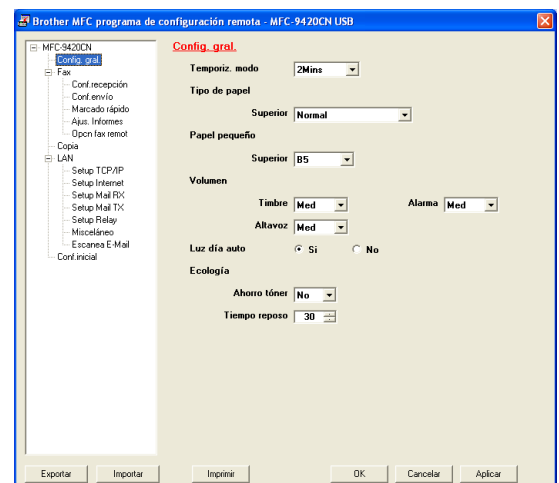 Brother MFC programa de configuración remota - MFC-9420CN USB
MFC-9420CN
Config. gral.
Fax
Conf.recepción
Conf.envío
Marcado rápido
Ajus. Informes
Opcn fax remot
Copia
LAN
Setup TCP/IP
Setup Internet
Setup Mail RX
Setup Mail TX
Setup Relay
Misceláneo
Escanea E-Mail
Conf.inicial
Config. gral.
Temporiz. modo 2Mins
Tipo de papel
Superior Normal
Papel pequeño
Superior B5
Volumen
Timbre Med Alarma Med
Altavoz Med
Luz día auto Si No
Ecología
Ahorro tóner No
Tiempo reposo 30
Exportar Importar Imprimir OK Cancelar Aplicar